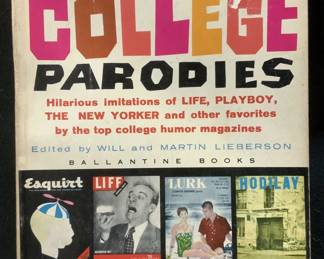 COLLEGE
PARODIES
Hilarious imitations of LIFE, PLAYBOY,
THE NEW YORKER and other favorites
by the top college humor magazines
Edited by WILL and MARTIN LIEBERSON
BALLANTINE BOOKS
Esquirt
LIFF
LURK
HODILAY